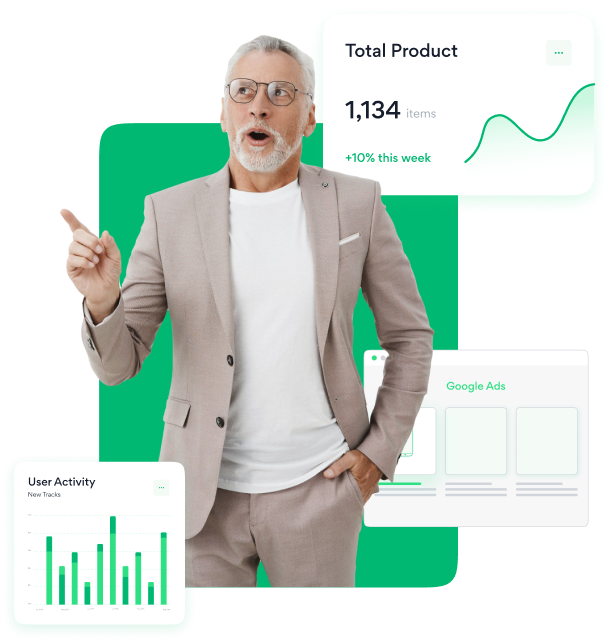 Total Product
1,134 items
+10% this week
Google Ads
User Activity
New Tracks